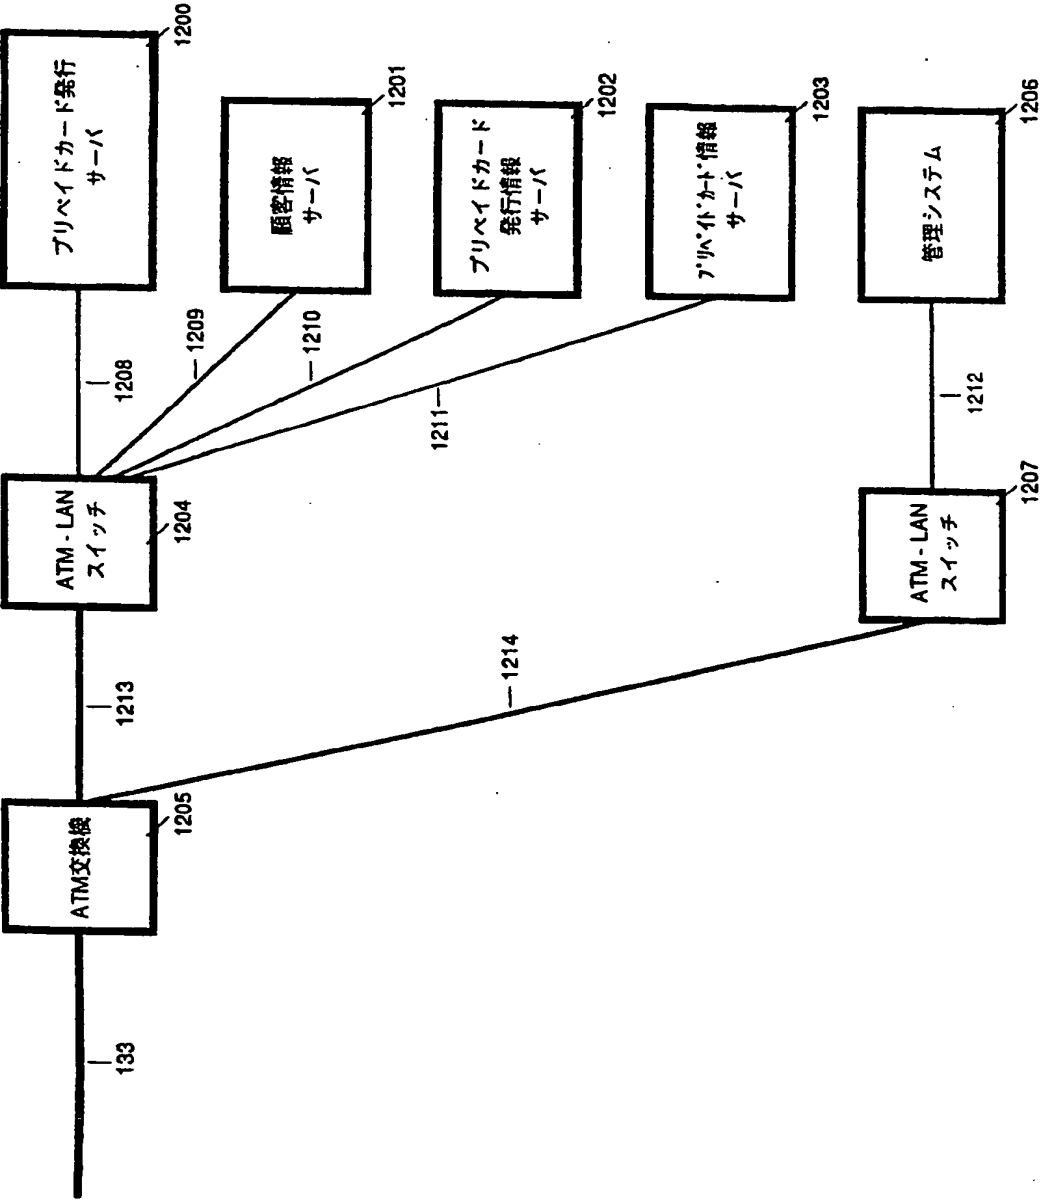 プリペイドカード発行
サーバ
1200
顧客情報
サーバ
1201
プリペイドカード
発行情報
サーバ
1202
プリペイドカード情報
サーバ
1203
管理システム
1206
1208
1209
1210
1211
1212
ATM-LAN
スイッチ
1204
ATM-LAN
スイッチ
1207
1213
1214
ATM交換機
1205
133